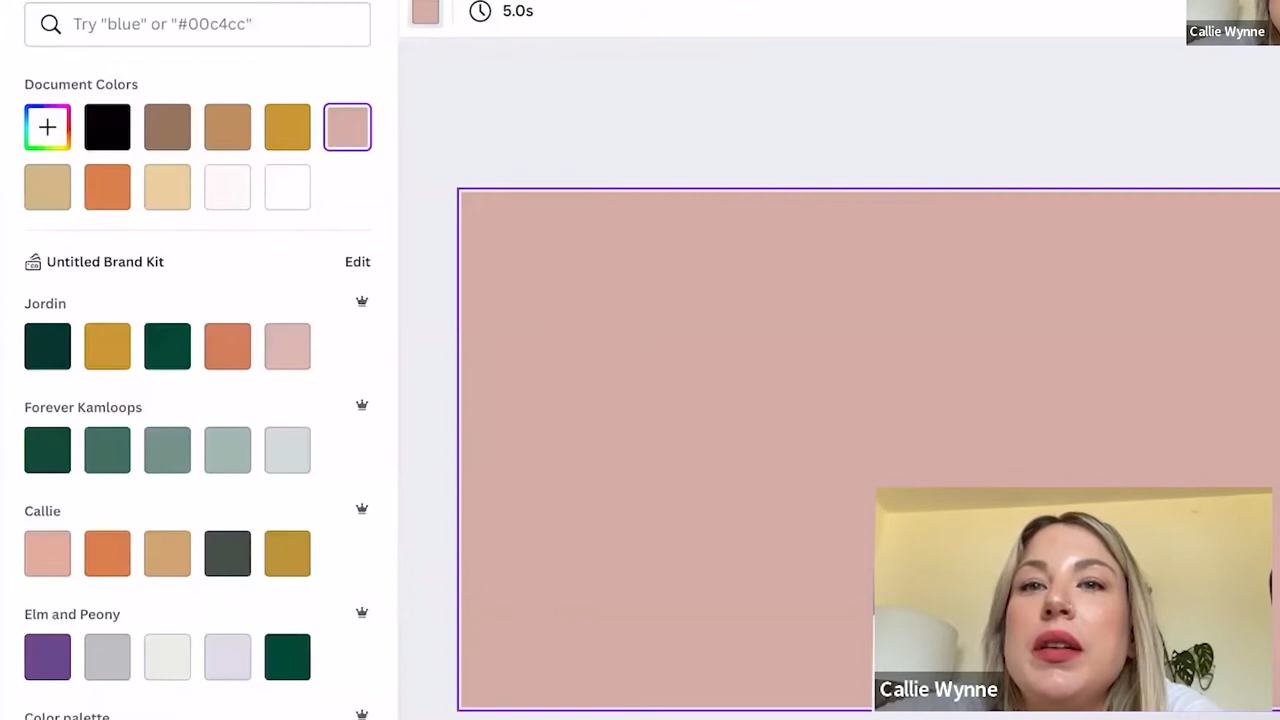 Try "blue" or "#00c4cc"
5.0s
Callie Wynne
Document Colors
Untitled Brand Kit
Edit
Jordin
Forever Kamloops
Callie
Elm and Peony
Color palette
Callie Wynne